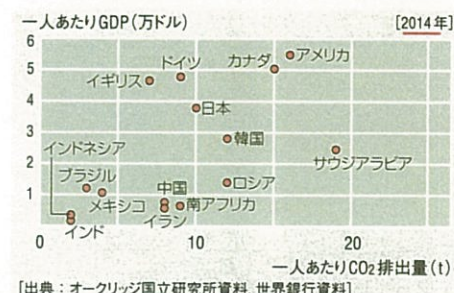 一人あたりGDP(万ドル)
[2014年]
6
5
4
3
2
1
アメリカ
カナダ
ドイツ
イギリス
日本
韓国
サウジアラビア
インドネシア
ブラジル
メキシコ
中国
ロシア
南アフリカ
イラン
インド
0 10 20
一人あたりCO2排出量(t)
[出典:オークリッジ国立研究所資料, 世界銀行資料]